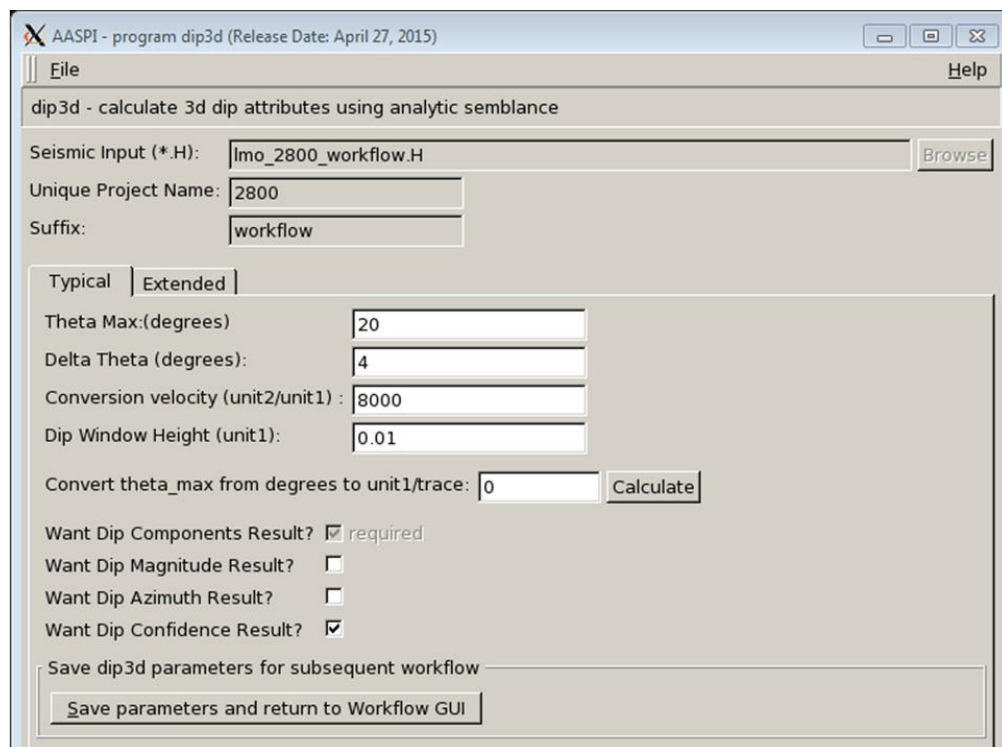 AASPI - program dip3d (Release Date: April 27, 2015)
File Help
dip3d - calculate 3d dip attributes using analytic semblance
Seismic Input (*.H): lmo_2800_workflow.H Browse
Unique Project Name: 2800
Suffix: workflow
Typical Extended
Theta Max:(degrees) 20
Delta Theta (degrees): 4
Conversion velocity (unit2/unit1) : 8000
Dip Window Height (unit1): 0.01
Convert theta_max from degrees to unit1/trace: 0 Calculate
Want Dip Components Result? required
Want Dip Magnitude Result?
Want Dip Azimuth Result?
Want Dip Confidence Result?
Save dip3d parameters for subsequent workflow
Save parameters and return to Workflow GUI